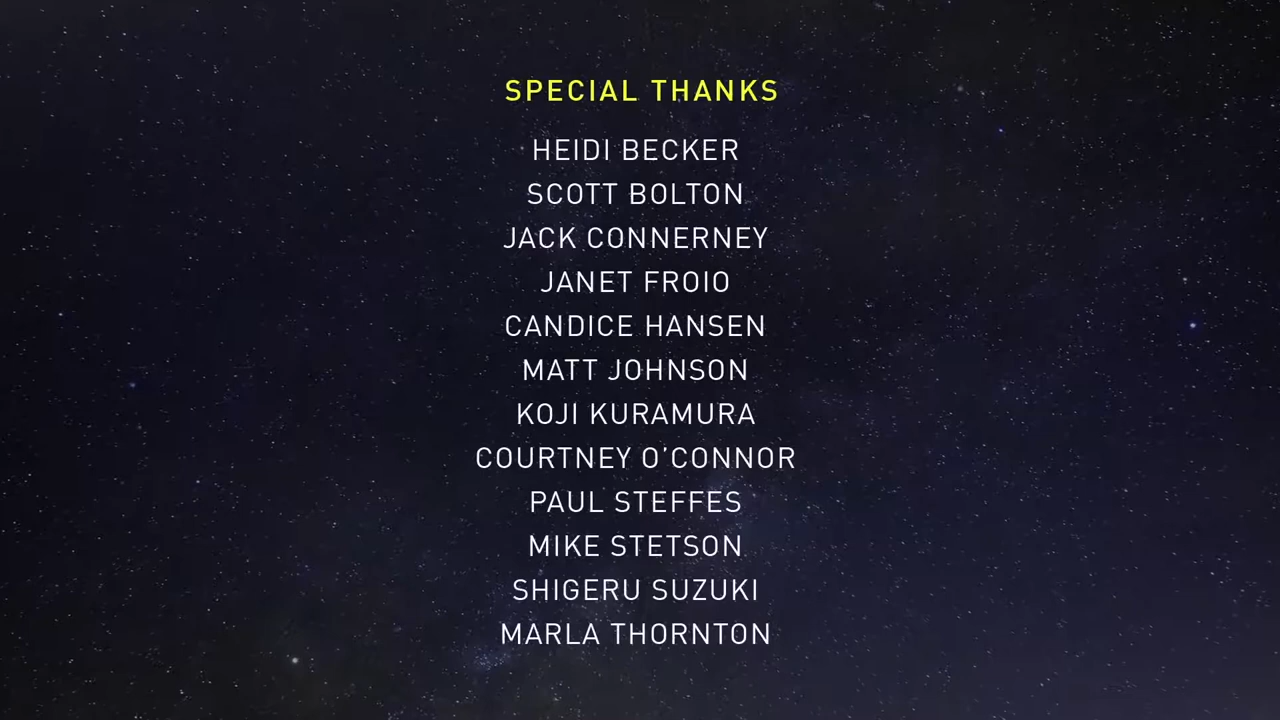 SPECIAL THANKS
HEIDI BECKER
SCOTT BOLTON
JACK CONNERNEY
JANET FROIO
CANDICE HANSEN
MATT JOHNSON
KOJI KURAMURA
COURTNEY O'CONNOR
PAUL STEFFES
MIKE STETSON
SHIGERU SUZUKI
MARLA THORNTON